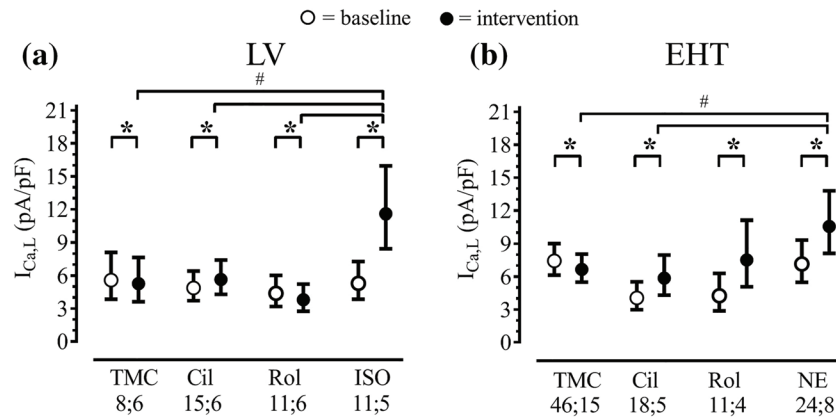 ○ = baseline ● = intervention
(a) LV
#
* * * *
I_Ca,L (pA/pF)
21
18
15
12
9
6
3
0
TMC Cil Rol ISO
8;6 15;6 11;6 11;5
(b) EHT
#
* * * *
I_Ca,L (pA/pF)
21
18
15
12
9
6
3
0
TMC Cil Rol NE
46;15 18;5 11;4 24;8